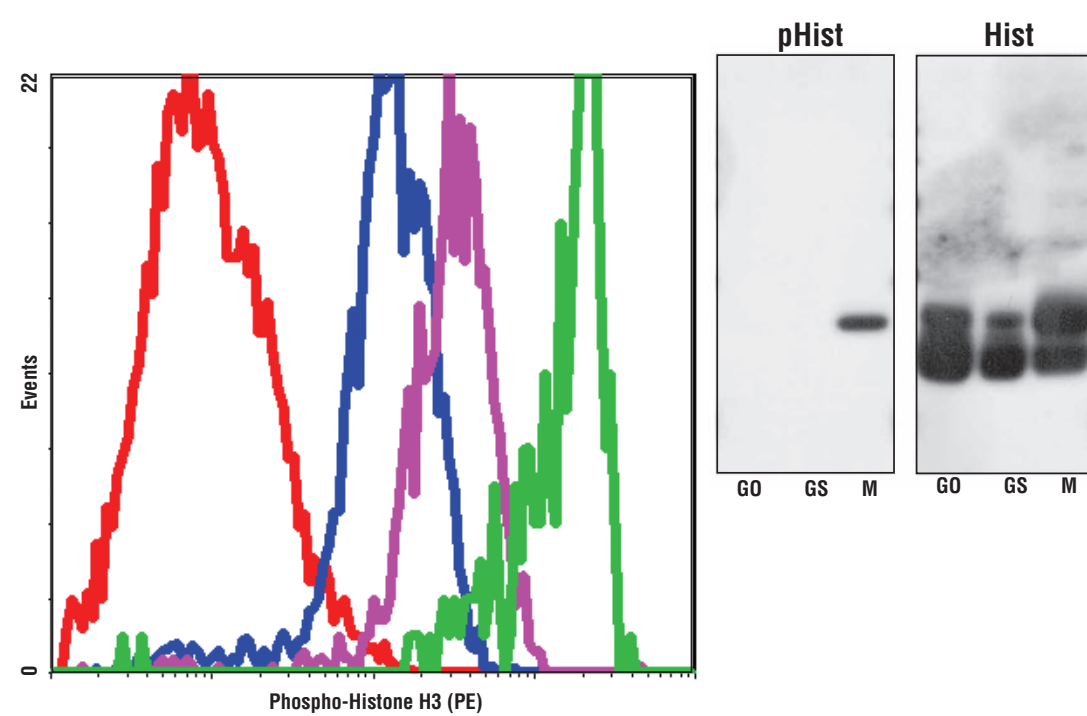 22
Events
0
Phospho-Histone H3 (PE)
pHist
GO GS M
Hist
GO GS M